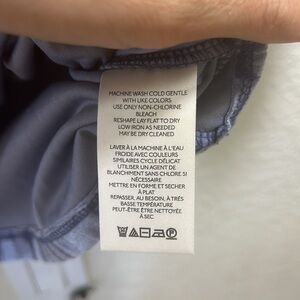 MACHINE WASH COLD GENTLE
WITH LIKE COLORS
USE ONLY NON-CHLORINE
BLEACH
RESHAPE LAY FLAT TO DRY
LOW IRON AS NEEDED
MAY BE DRY CLEANED
LAVER À LA MACHINE À L'EAU
FROIDE AVEC COULEURS
SIMILAIRES CYCLE DÉLICAT
UTILISER UN AGENT DE
BLANCHIMENT SANS CHLORE SI
NÉCESSAIRE
METTRE EN FORME ET SÉCHER
À PLAT
REPASSER, AU BESOIN, À TRÈS
BASSE TEMPÉRATURE
PEUT-ÊTRE ÊTRE NETTOYÉE
À SEC